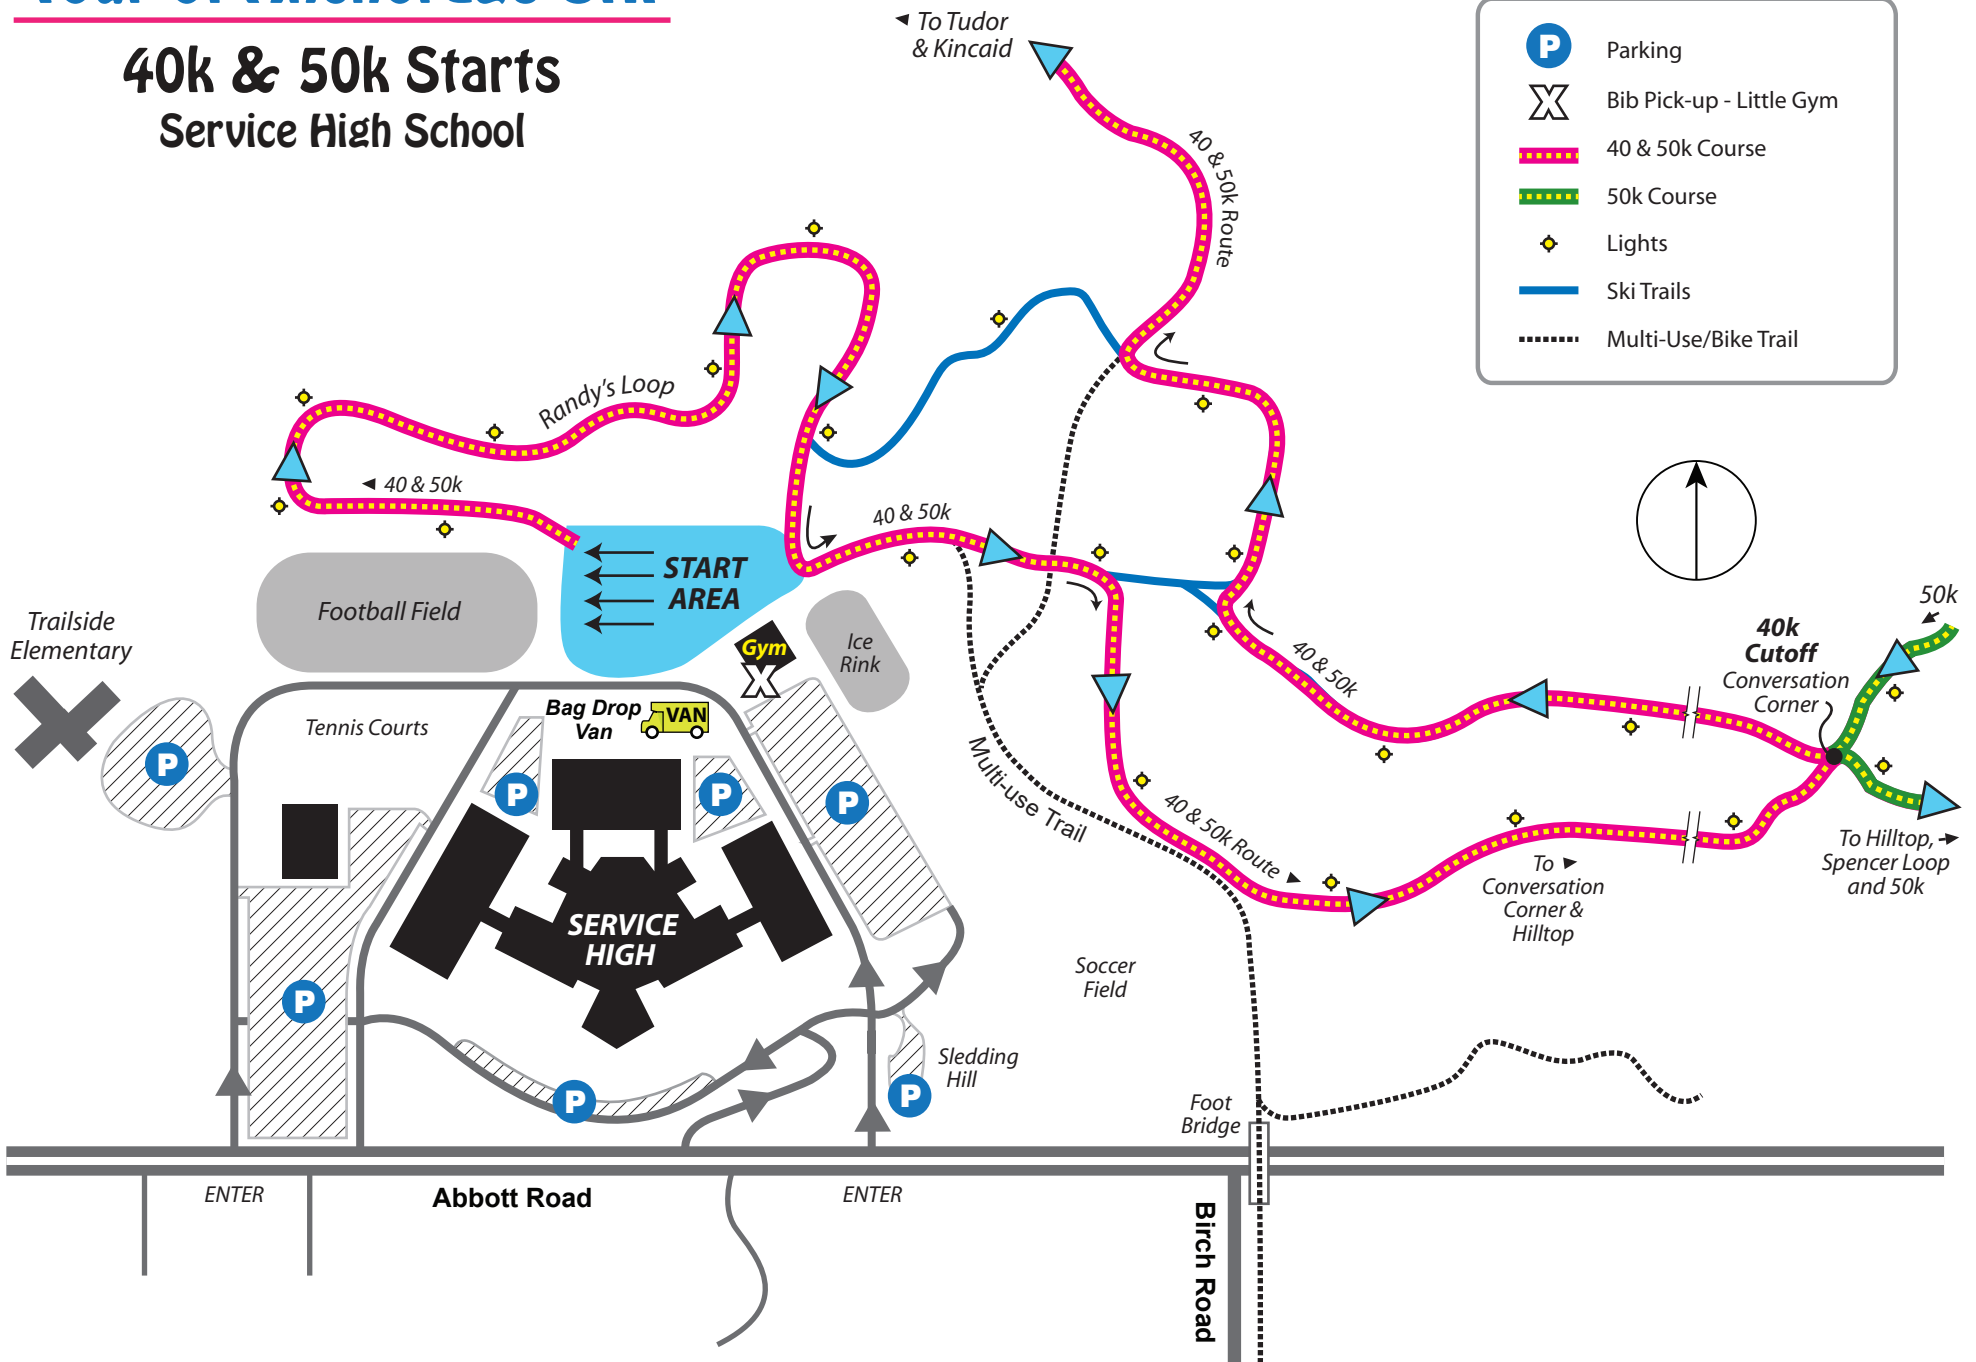 40k & 50k Starts
Service High School
To Tudor
& Kincaid
P
Parking
X
Bib Pick-up - Little Gym
40 & 50k Course
50k Course
Lights
Ski Trails
Multi-Use/Bike Trail
40 & 50k Route
Randy's Loop
40 & 50k
40 & 50k
START
AREA
Football Field
Trailside
Elementary
Gym
X
Ice
Rink
Tennis Courts
Bag Drop
Van
VAN
P
P
P
P
P
P
P
SERVICE
HIGH
Multi-use Trail
40 & 50k
40 & 50k Route
50k
40k
Cutoff
Conversation
Corner
To
Conversation
Corner &
Hilltop
To Hilltop,
Spencer Loop
and 50k
Soccer
Field
Sledding
Hill
Foot
Bridge
ENTER
Abbott Road
ENTER
Birch Road